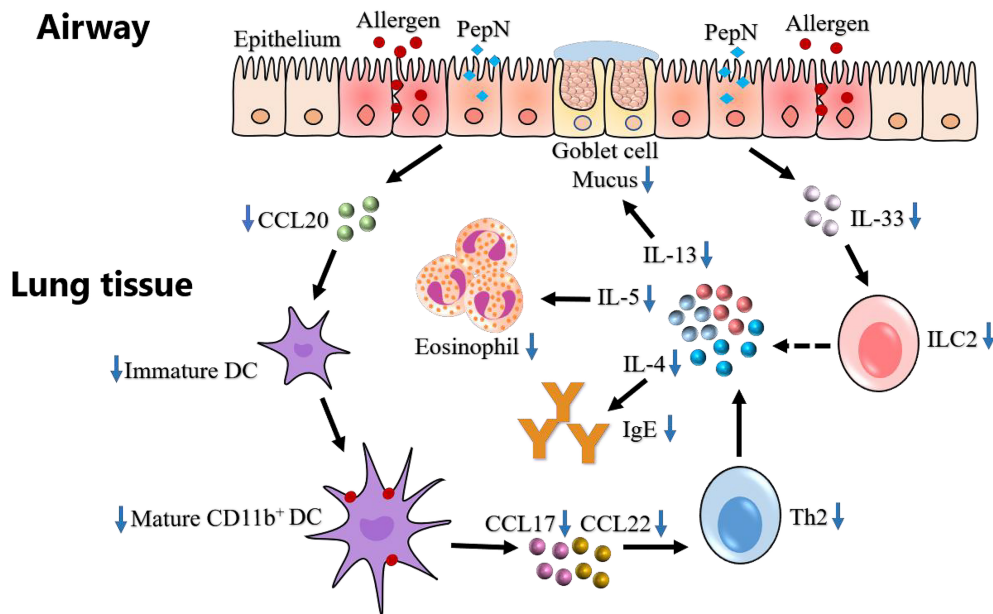 Airway
Allergen
PepN
PepN
Allergen
Epithelium
Goblet cell
Mucus
CCL20
IL-33
IL-13
Lung tissue
IL-5
Eosinophil
ILC2
Immature DC
IL-4
IgE
Mature CD11b⁺ DC
CCL17
CCL22
Th2